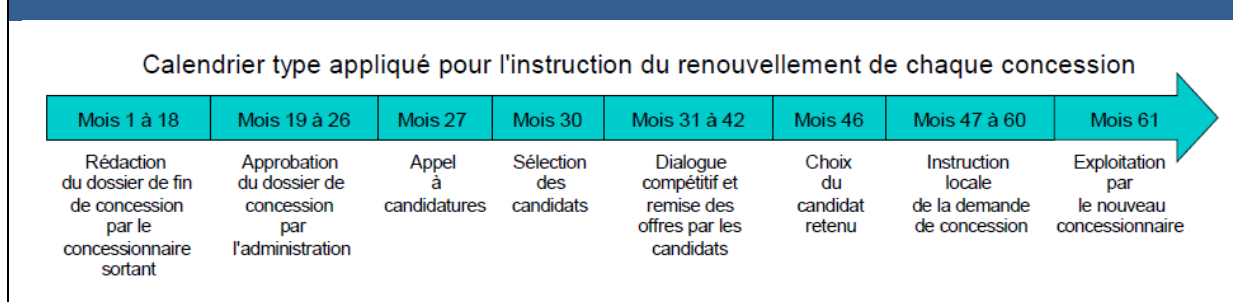 Calendrier type appliqué pour l'instruction du renouvellement de chaque concession
Mois 1 à 18
Mois 19 à 26
Mois 27
Mois 30
Mois 31 à 42
Mois 46
Mois 47 à 60
Mois 61
Rédaction
du dossier de fin
de concession
par le
concessionnaire
sortant
Approbation
du dossier de
concession
par
l'administration
Appel
à
candidatures
Sélection
des
candidats
Dialogue
compétitif et
remise des
offres par les
candidats
Choix
du
candidat
retenu
Instruction
locale
de la demande
de concession
Exploitation
par
le nouveau
concessionnaire